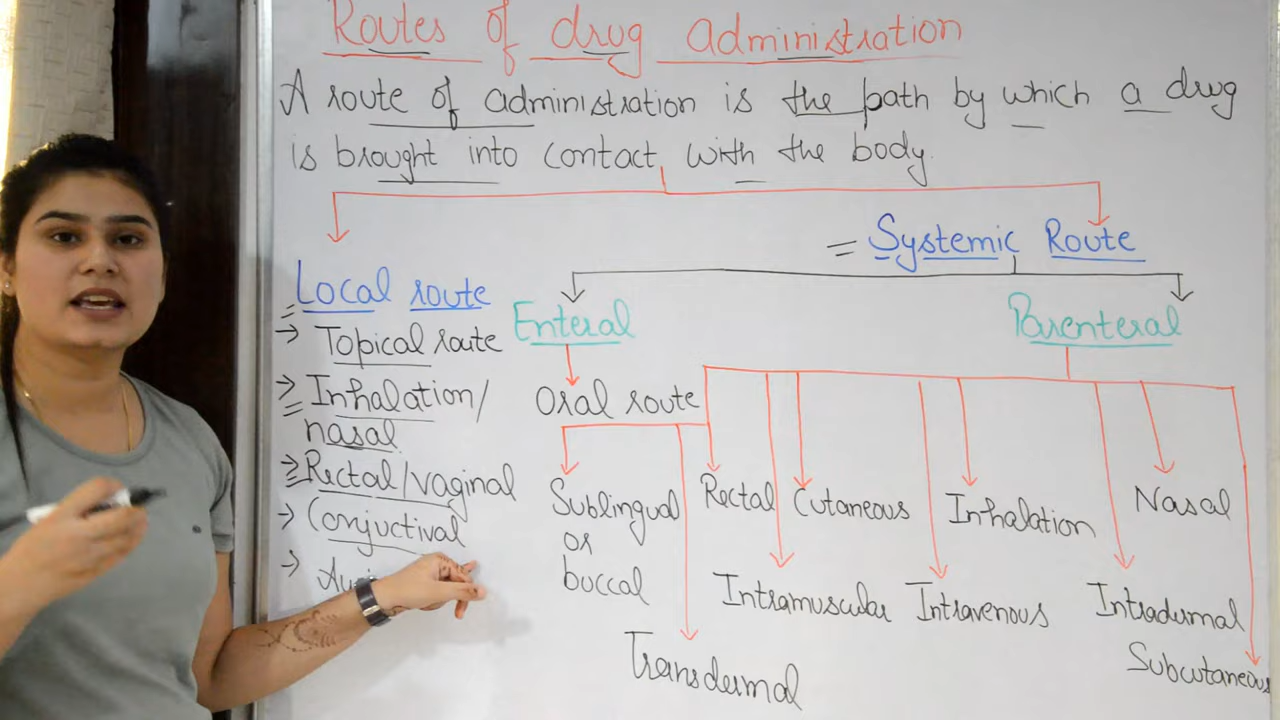 Routes of drug administration
A route of administration is the path by which a drug
is brought into contact with the body.
Systemic Route
Local route
Enteral
Parenteral
Topical route
Inhalation/
nasal
Rectal/vaginal
Conjuctival
Oral route
Sublingual
or
buccal
Transdermal
Rectal
Cutaneous
Inhalation
Nasal
Intramuscular
Intravenous
Intradermal
Subcutaneous